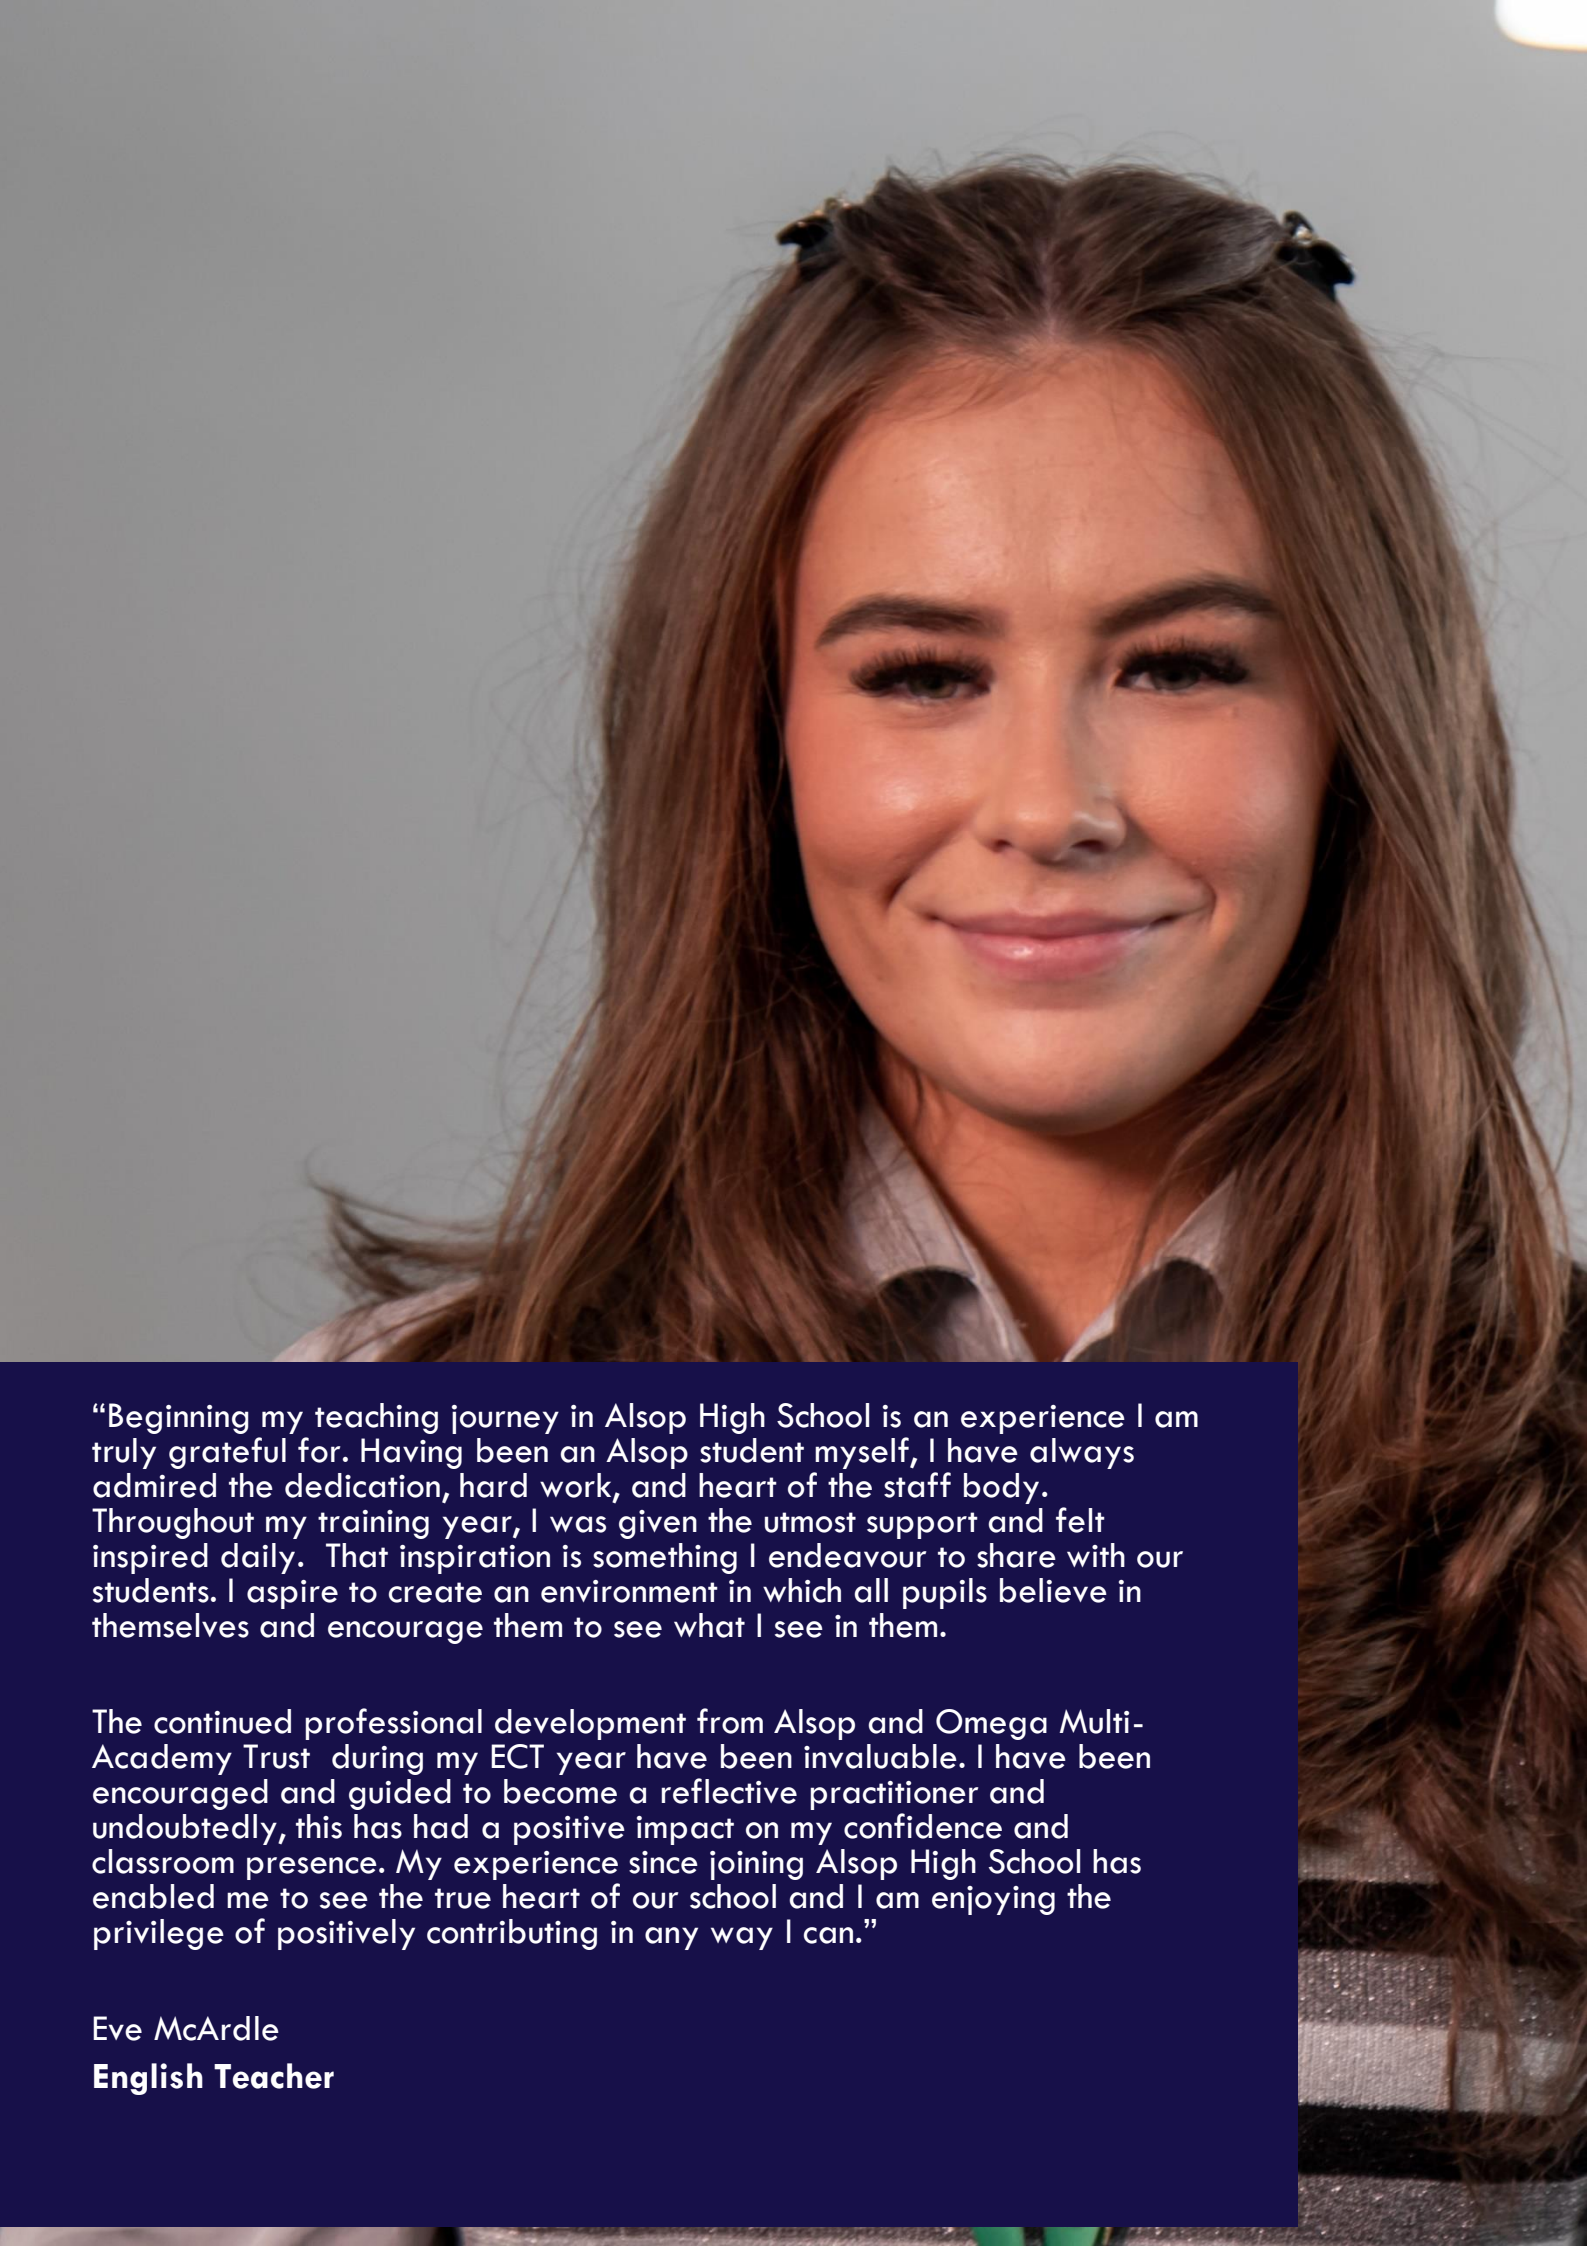 “Beginning my teaching journey in Alsop High School is an experience I am
truly grateful for. Having been an Alsop student myself, I have always
admired the dedication, hard work, and heart of the staff body.
Throughout my training year, I was given the utmost support and felt
inspired daily.  That inspiration is something I endeavour to share with our
students. I aspire to create an environment in which all pupils believe in
themselves and encourage them to see what I see in them.
The continued professional development from Alsop and Omega Multi-
Academy Trust  during my ECT year have been invaluable. I have been
encouraged and guided to become a reflective practitioner and
undoubtedly, this has had a positive impact on my confidence and
classroom presence. My experience since joining Alsop High School has
enabled me to see the true heart of our school and I am enjoying the
privilege of positively contributing in any way I can.”
Eve McArdle
English Teacher